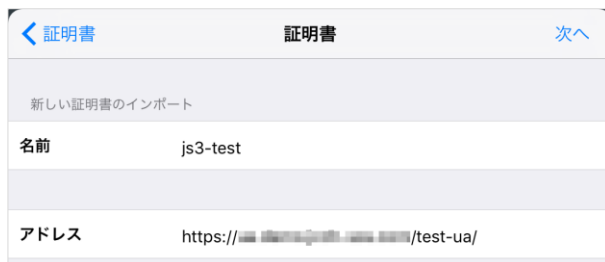 証明書 証明書 次へ
新しい証明書のインポート
名前 js3-test
アドレス https:// /test-ua/